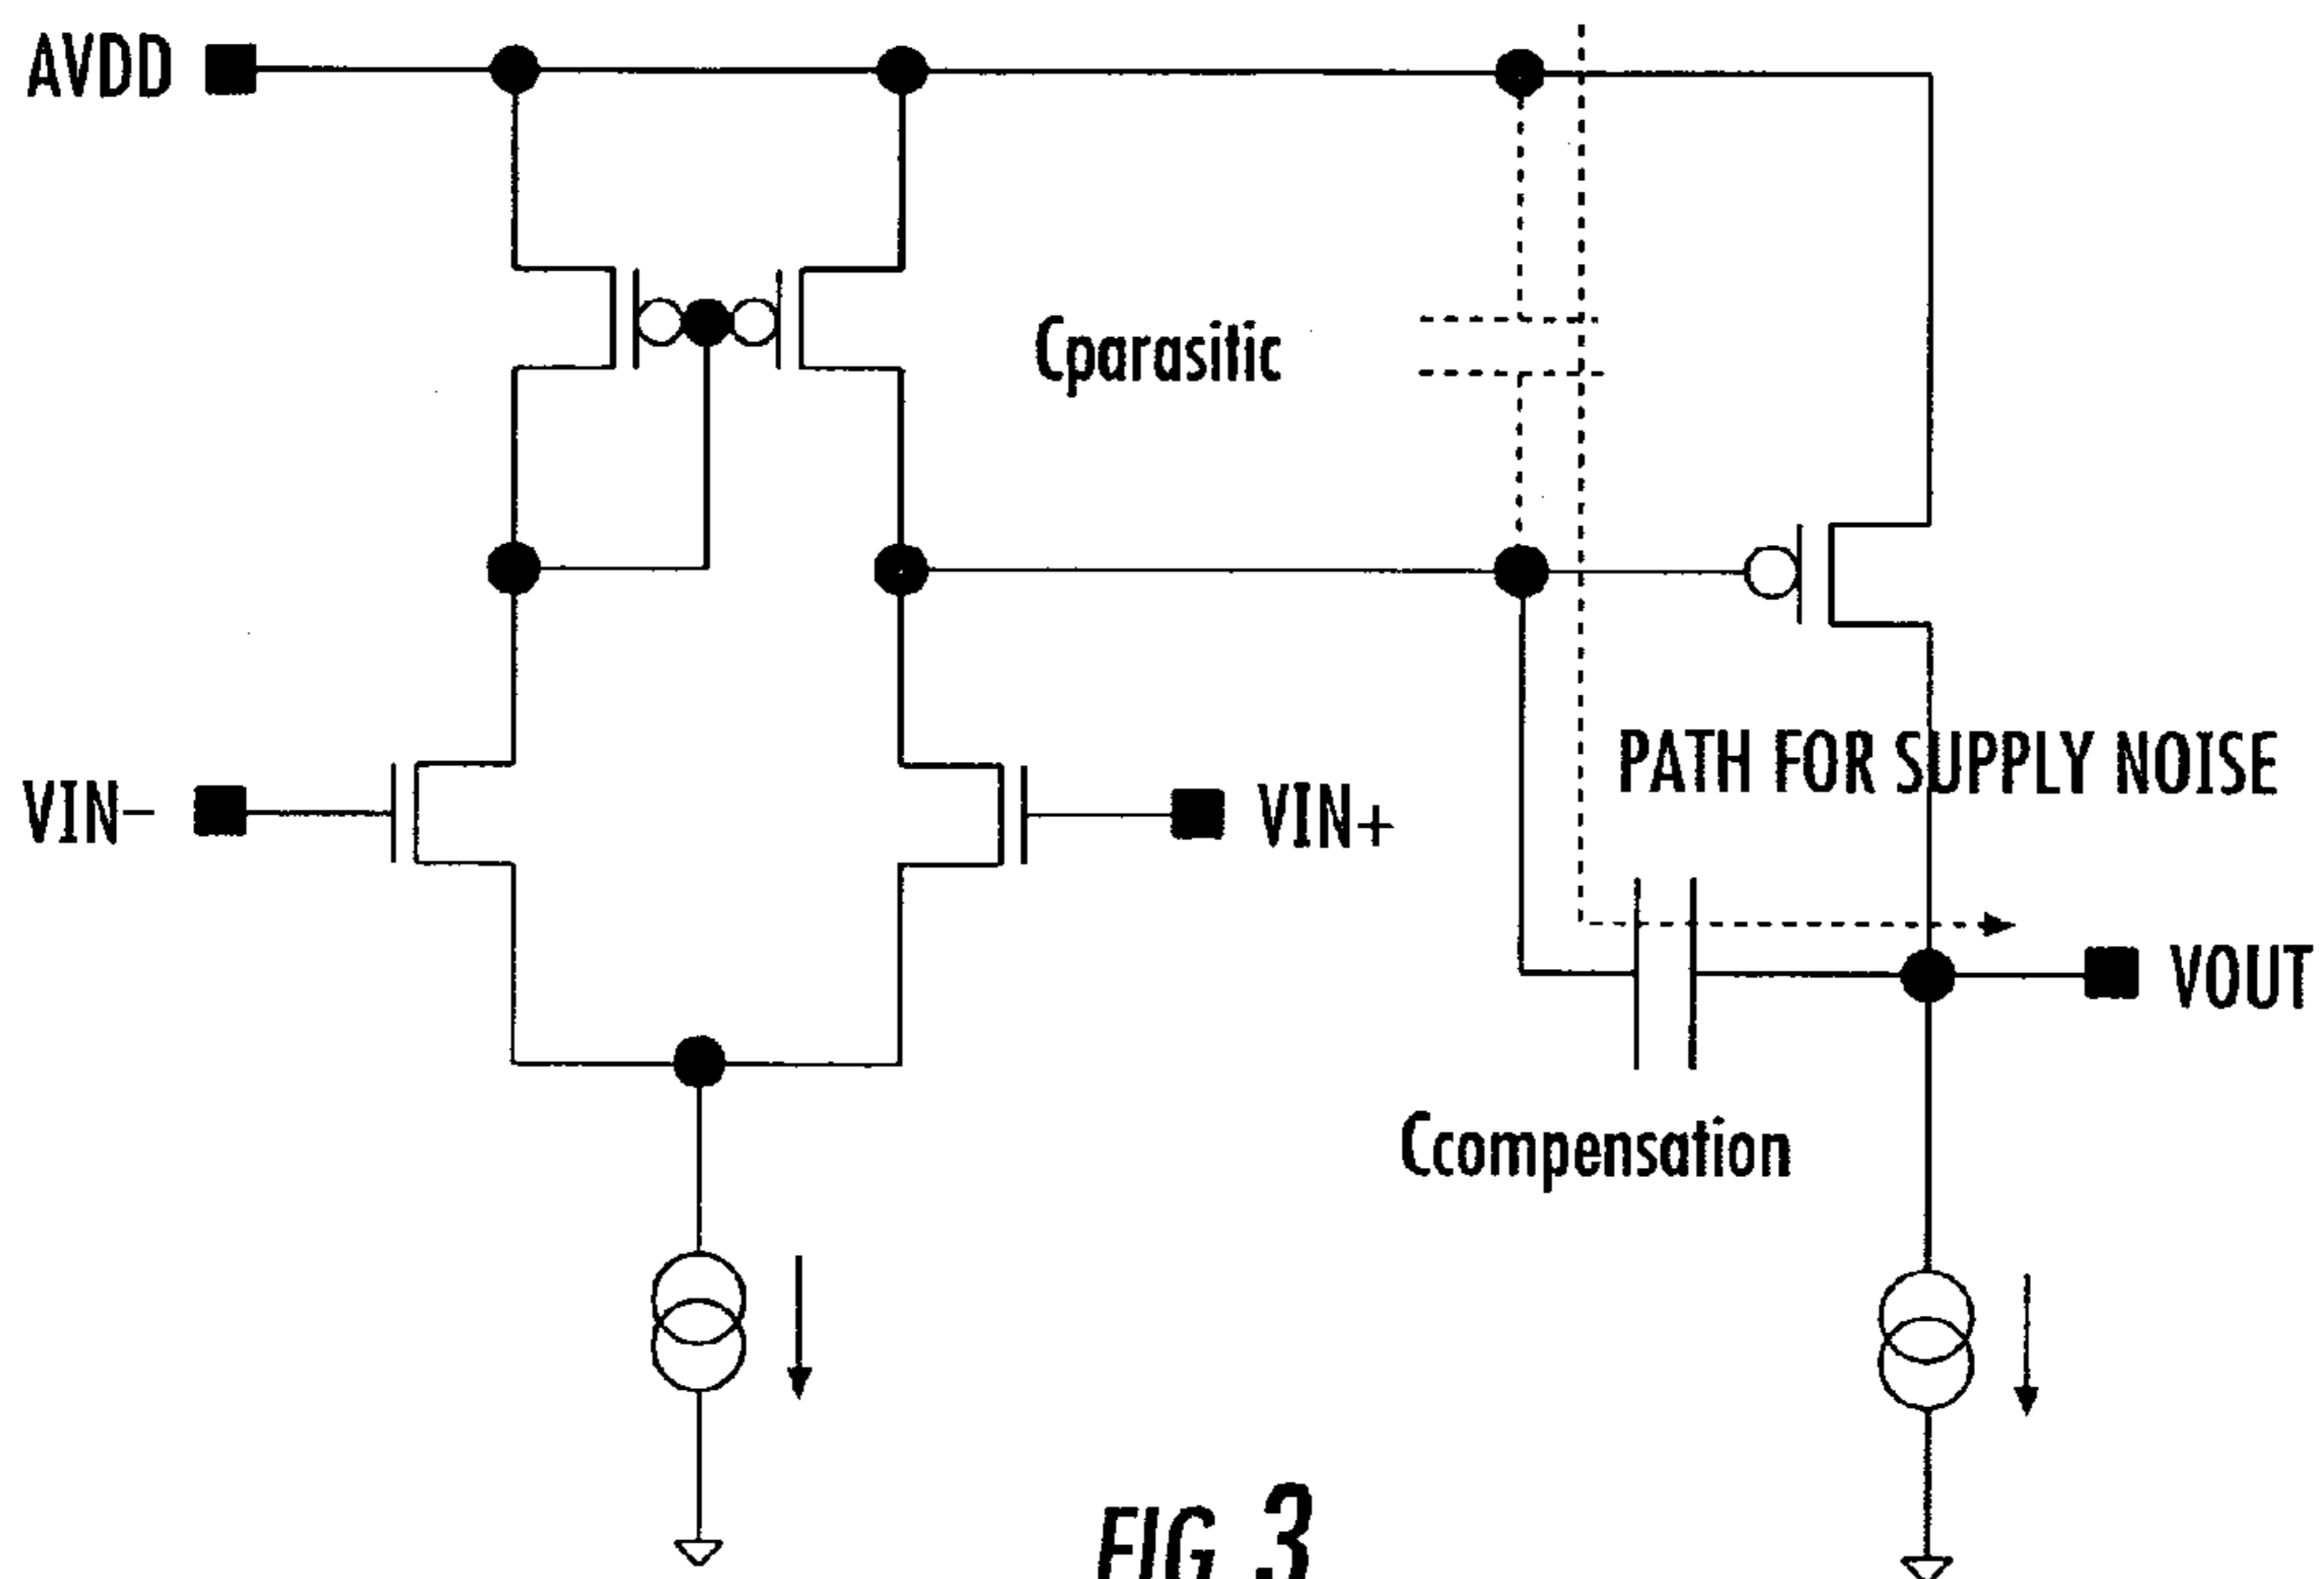 AVDD
Cparasitic
PATH FOR SUPPLY NOISE
VIN-
VIN+
VOUT
Ccompensation
FIG. 3